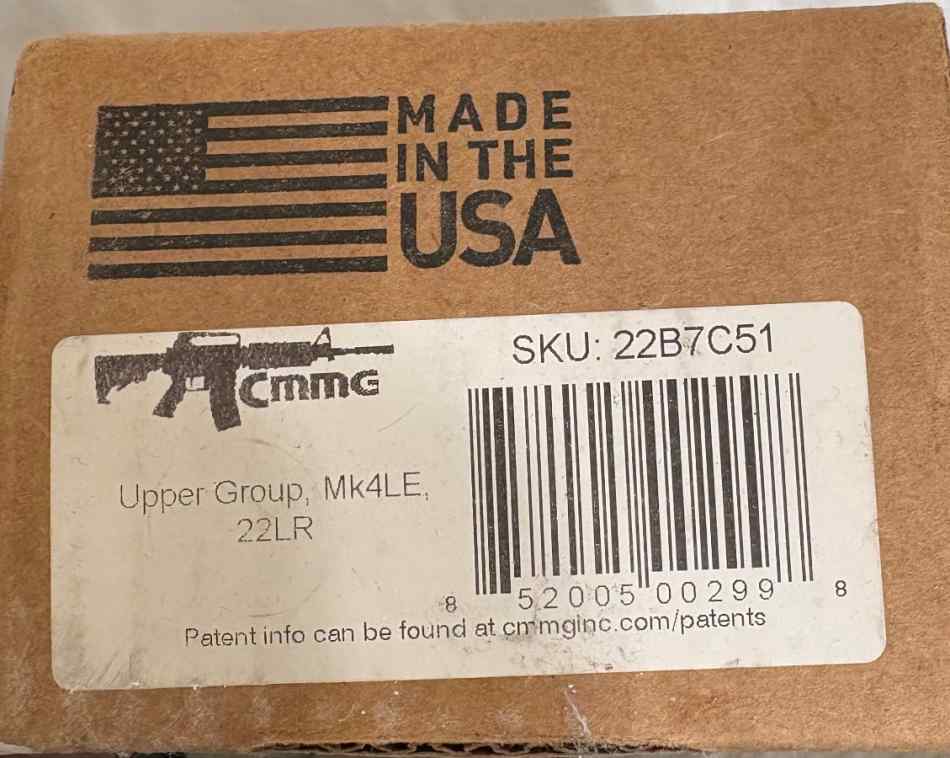 MADE
IN THE
USA
CMMG
SKU: 22B7C51
Upper Group, Mk4LE,
22LR
8 52005 00299 8
Patent info can be found at cmmginc.com/patents